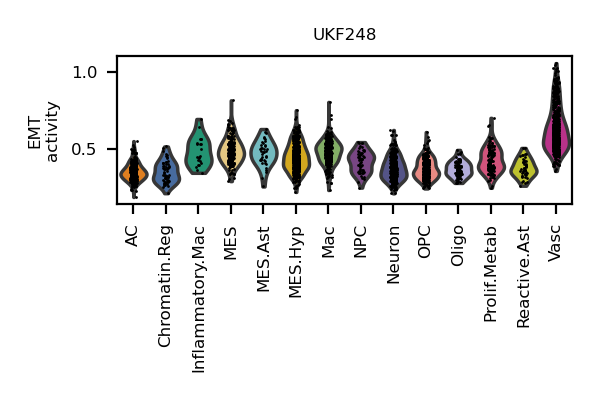 UKF248
EMT
activity
1.0
0.5
AC
Chromatin.Reg
Inflammatory.Mac
MES
MES.Ast
MES.Hyp
Mac
NPC
Neuron
OPC
Oligo
Prolif.Metab
Reactive.Ast
Vasc